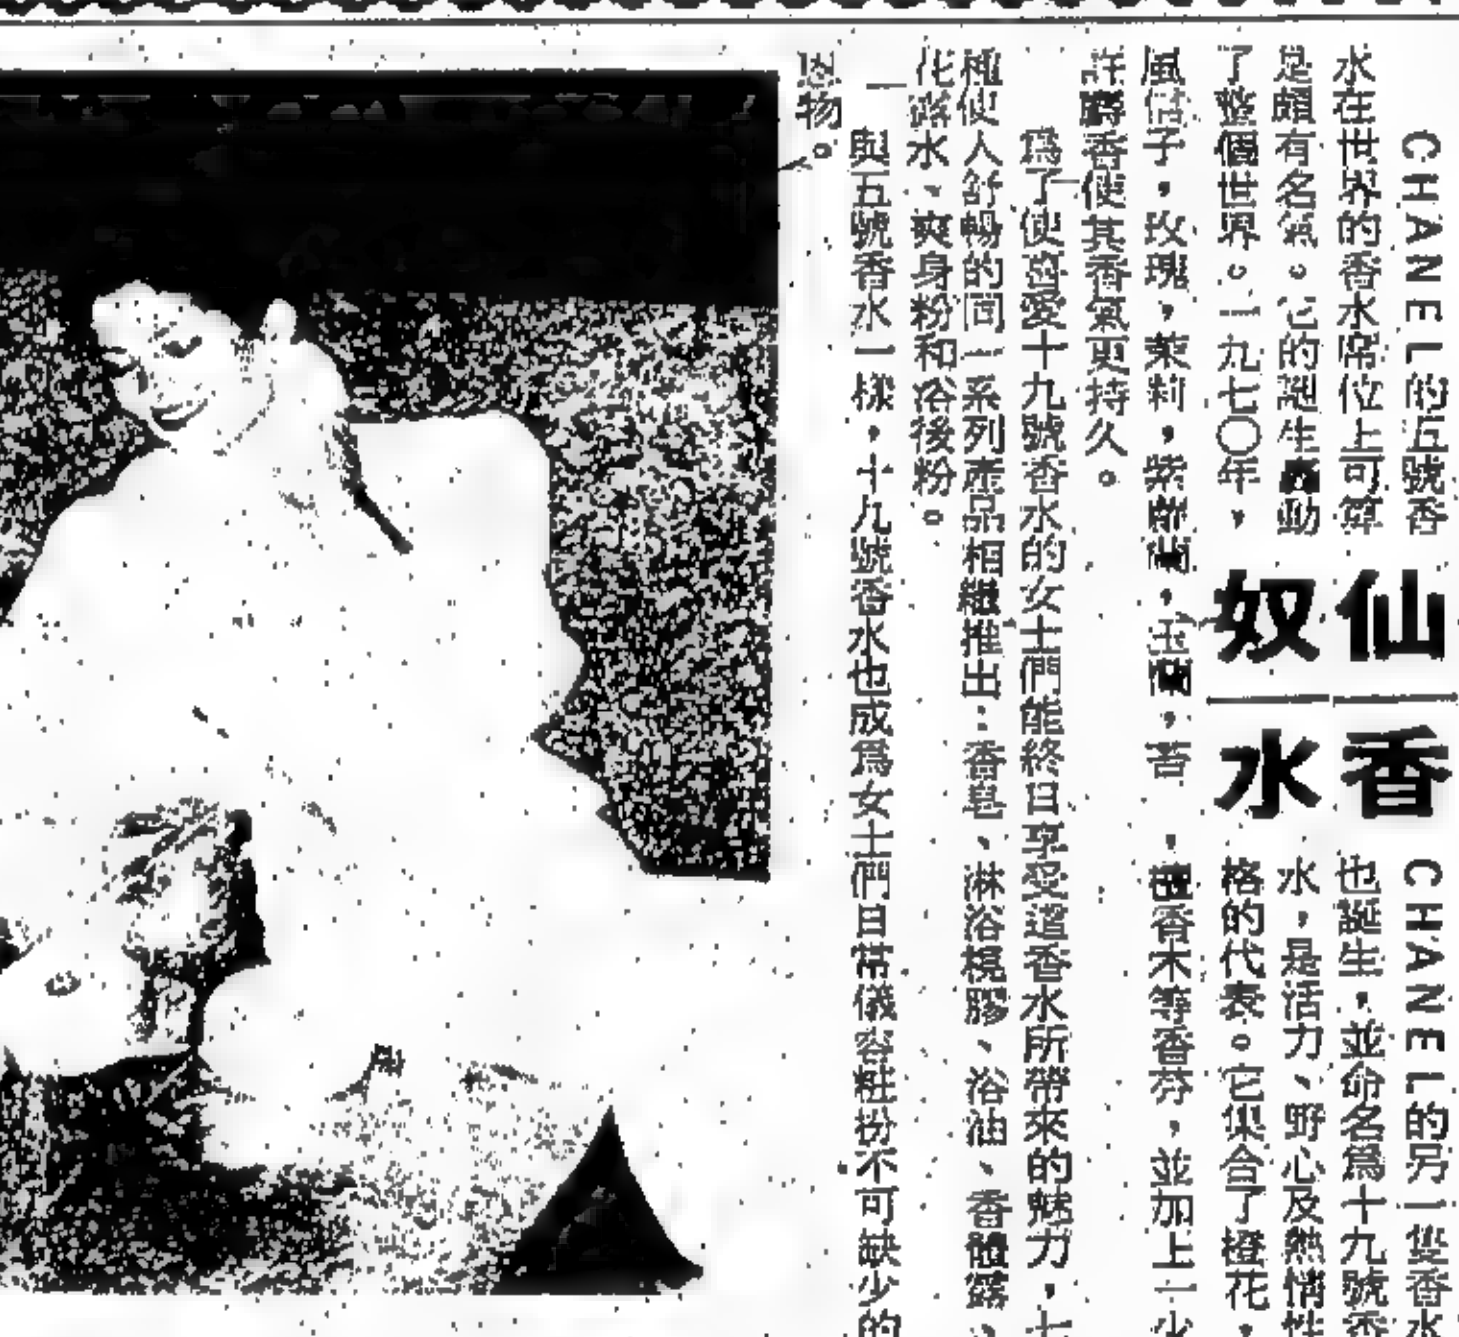 CHANEL的五號香
水在世界的香水席位上可算
是頗有名氣。它的誕生轟動
了整個世界。一九七〇年,
仙奴
香水
CHANEL的另一隻香水
也誕生,並命名為十九號香
水,是活力、野心及熱情性
格的代表。它集合了橙花,
風信子,玫瑰,茉莉,紫羅蘭,玉蘭,苔 ,檀香木等香芬,並加上一少
許麝香使其香氣更持久。
為了使喜愛十九號香水的女士們能終日享受這香水所帶來的魅力,七
種使人舒暢的同一系列產品相繼推出:香皂、淋浴梘膠、浴油、香體露、
花露水、爽身粉和浴後粉。
與五號香水一樣,十九號香水也成為女士們日常儀容粧扮不可缺少的
恩物。